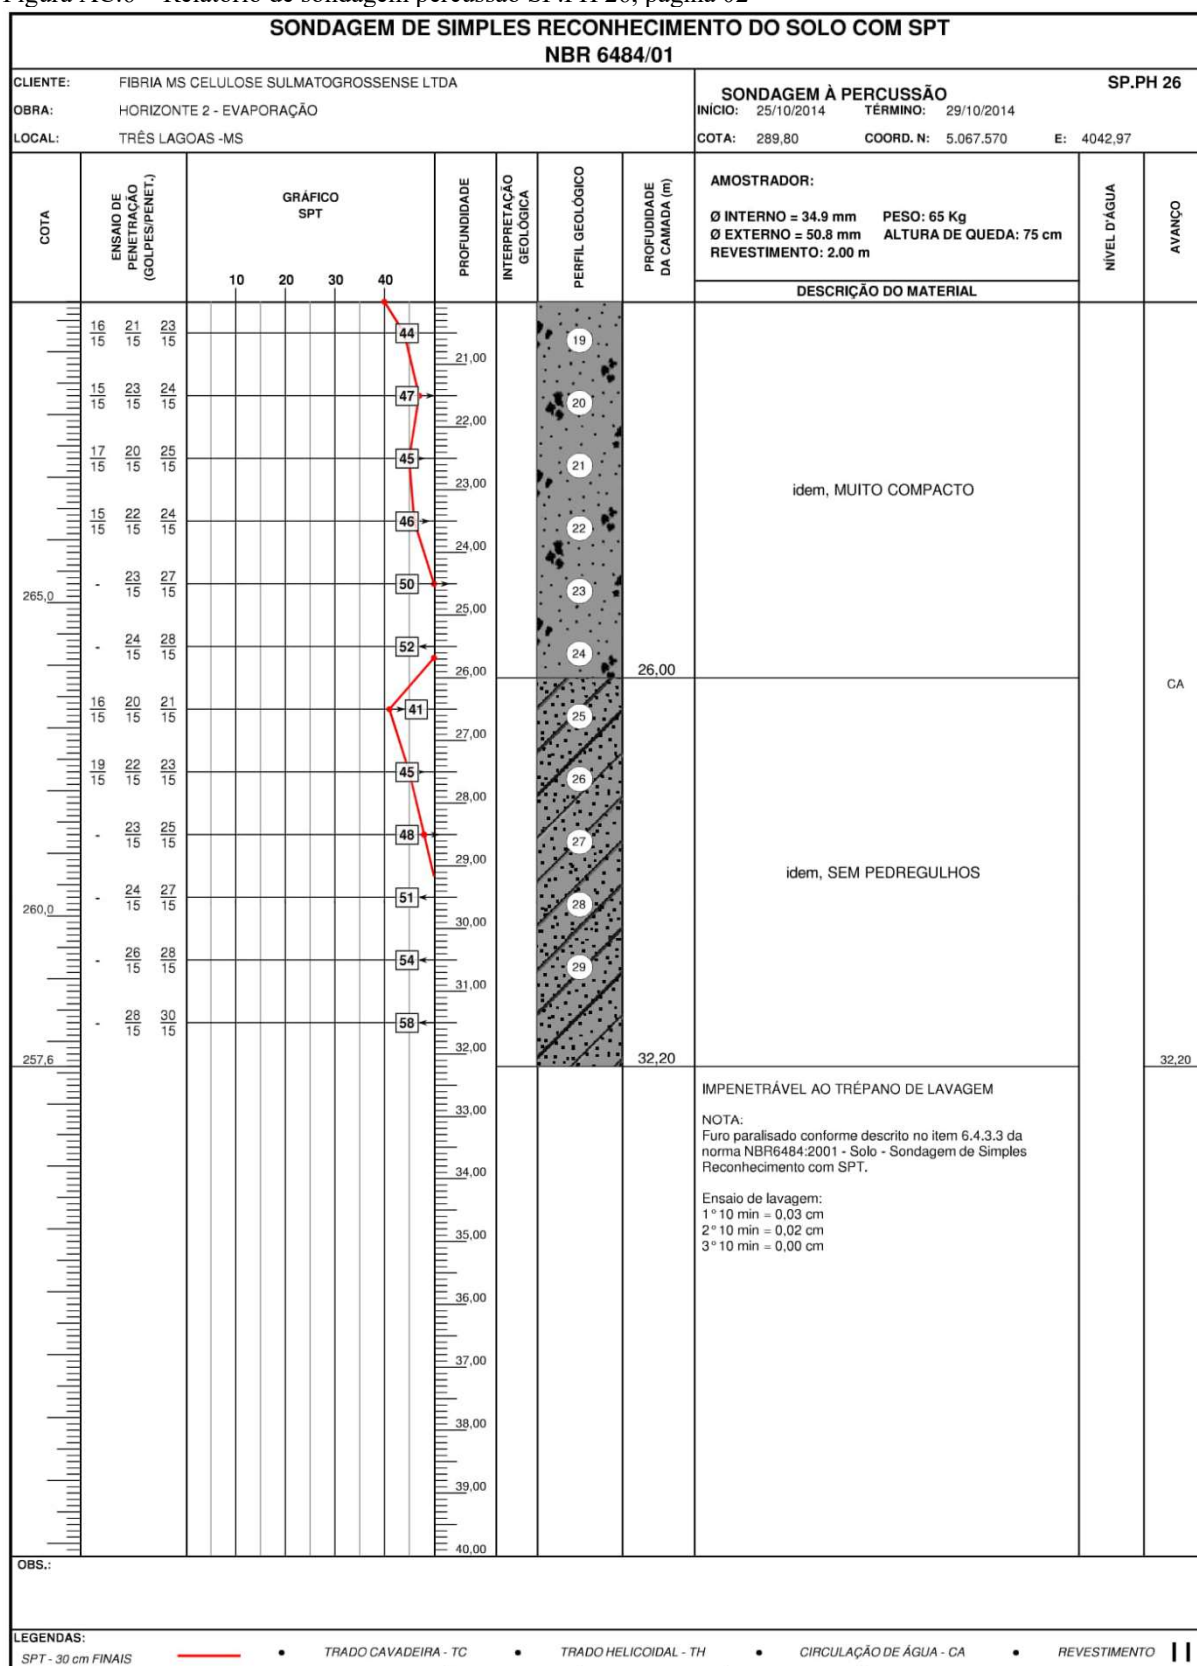 Figura AC.6 – Relatório de sondagem percussão SP.PH 26, página 02
SONDAGEM DE SIMPLES RECONHECIMENTO DO SOLO COM SPT
NBR 6484/01
CLIENTE: FIBRIA MS CELULOSE SULMATOGROSSENSE LTDA
OBRA: HORIZONTE 2 - EVAPORAÇÃO
LOCAL: TRÊS LAGOAS -MS
SONDAGEM À PERCUSSÃO SP.PH 26
INÍCIO: 25/10/2014 TÉRMINO: 29/10/2014
COTA: 289,80 COORD. N: 5.067.570 E: 4042,97
COTA
ENSAIO DE
PENETRAÇÃO
(GOLPES/PENET.)
GRÁFICO
SPT
10 20 30 40
PROFUNDIDADE
INTERPRETAÇÃO
GEOLÓGICA
PERFIL GEOLÓGICO
PROFUDIDADE
DA CAMADA (m)
AMOSTRADOR:
Ø INTERNO = 34.9 mm PESO: 65 Kg
Ø EXTERNO = 50.8 mm ALTURA DE QUEDA: 75 cm
REVESTIMENTO: 2.00 m
DESCRIÇÃO DO MATERIAL
NÍVEL D'ÁGUA
AVANÇO
16/15 21/15 23/15 44 19
21,00
15/15 23/15 24/15 47 20
22,00
17/15 20/15 25/15 45 21
23,00
idem, MUITO COMPACTO
15/15 22/15 24/15 46 22
24,00
- 23/15 27/15 50 23
265,0
25,00
- 24/15 28/15 52 24
26,00 26,00
CA
16/15 20/15 21/15 41 25
27,00
19/15 22/15 23/15 45 26
28,00
- 23/15 25/15 48 27
29,00
idem, SEM PEDREGULHOS
- 24/15 27/15 51 28
260,0
30,00
- 26/15 28/15 54 29
31,00
- 28/15 30/15 58
32,00
257,6 32,20 32,20
IMPENETRÁVEL AO TRÉPANO DE LAVAGEM
33,00
NOTA:
Furo paralisado conforme descrito no item 6.4.3.3 da
norma NBR6484:2001 - Solo - Sondagem de Simples
Reconhecimento com SPT.
34,00
Ensaio de lavagem:
1° 10 min = 0,03 cm
2° 10 min = 0,02 cm
3° 10 min = 0,00 cm
35,00
36,00
37,00
38,00
39,00
40,00
OBS.:
LEGENDAS:
SPT - 30 cm FINAIS • TRADO CAVADEIRA - TC • TRADO HELICOIDAL - TH • CIRCULAÇÃO DE ÁGUA - CA • REVESTIMENTO